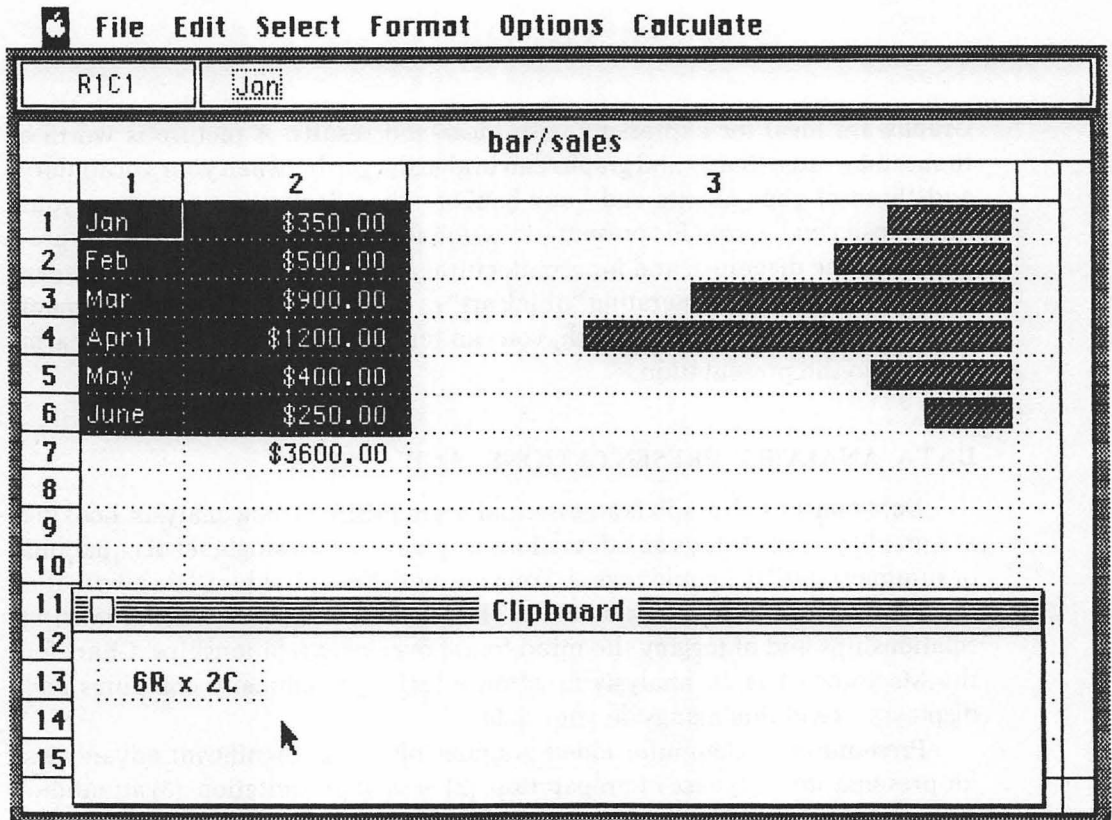 File Edit Select Format Options Calculate
R1C1 Jan
bar/sales
1 2 3
1 Jan $350.00
2 Feb $500.00
3 Mar $900.00
4 April $1200.00
5 May $400.00
6 June $250.00
7 $3600.00
8
9
10
11 Clipboard
12
13 6R x 2C
14
15